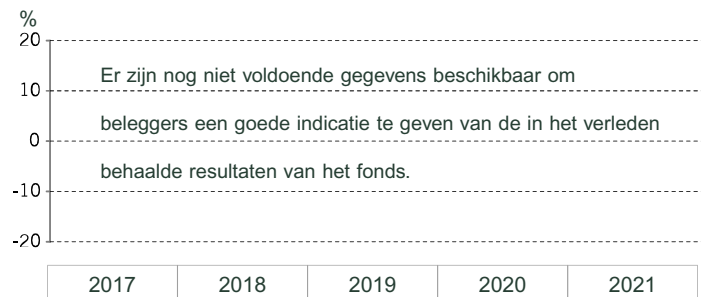 %
20
Er zijn nog niet voldoende gegevens beschikbaar om
10
beleggers een goede indicatie te geven van de in het verleden
0
behaalde resultaten van het fonds.
-10
-20
2017 2018 2019 2020 2021